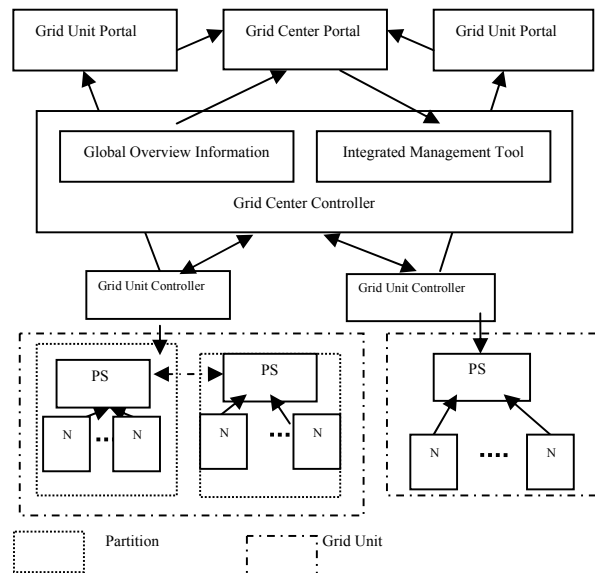 Grid Unit Portal
Grid Center Portal
Grid Unit Portal
Global Overview Information
Integrated Management Tool
Grid Center Controller
Grid Unit Controller
Grid Unit Controller
PS
PS
PS
N
...
N
N
....
N
N
....
N
Partition
Grid Unit